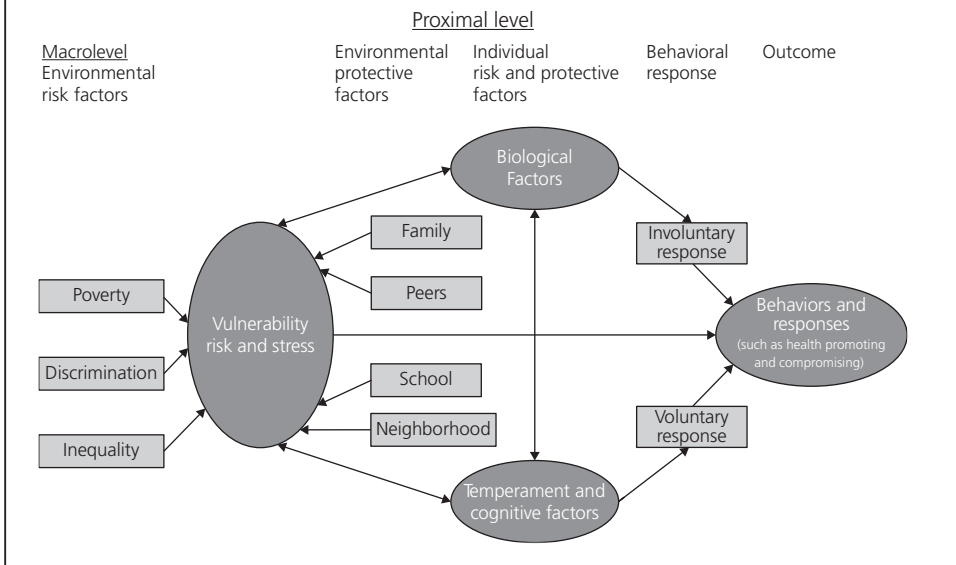 Proximal level
Macrolevel
Environmental
risk factors
Environmental
protective
factors
Individual
risk and protective
factors
Behavioral
response
Outcome
Biological
Factors
Family
Involuntary
response
Poverty
Peers
Vulnerability
risk and stress
Behaviors and
responses
(such as health promoting
and compromising)
Discrimination
School
Neighborhood
Voluntary
response
Inequality
Temperament and
cognitive factors